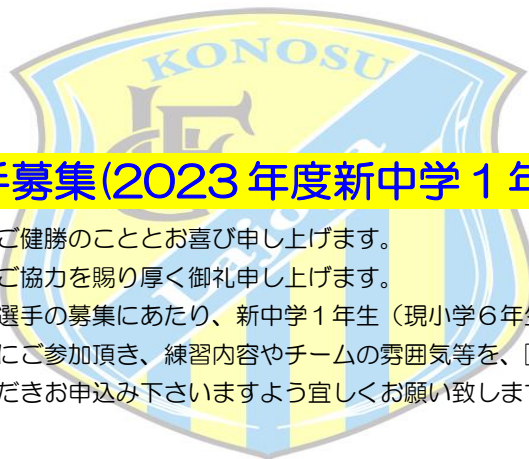 KONOSU
手募集(2023年度新中学1年
ご健勝のこととお喜び申し上げます。
ご協力を賜り厚く御礼申し上げます。
選手の募集にあたり、新中学1年生（現小学6年生
にご参加頂き、練習内容やチームの雰囲気等を、
だきお申込み下さいますよう宜しくお願い致します